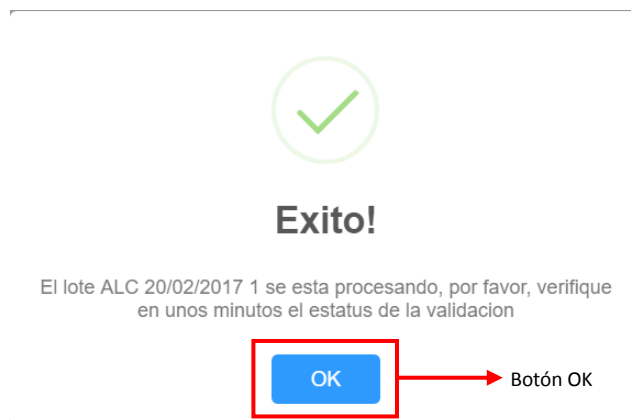 Exito!
El lote ALC 20/02/2017 1 se esta procesando, por favor, verifique
en unos minutos el estatus de la validacion
OK
Botón OK